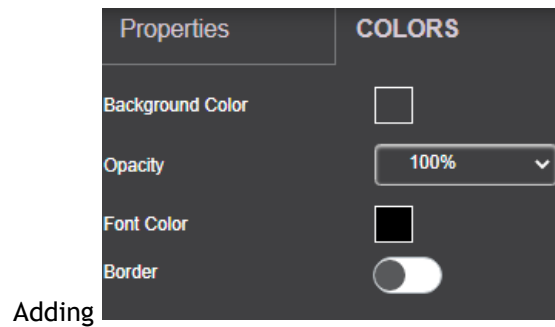 Properties COLORS
Background Color
Opacity 100%
Font Color
Border
Adding